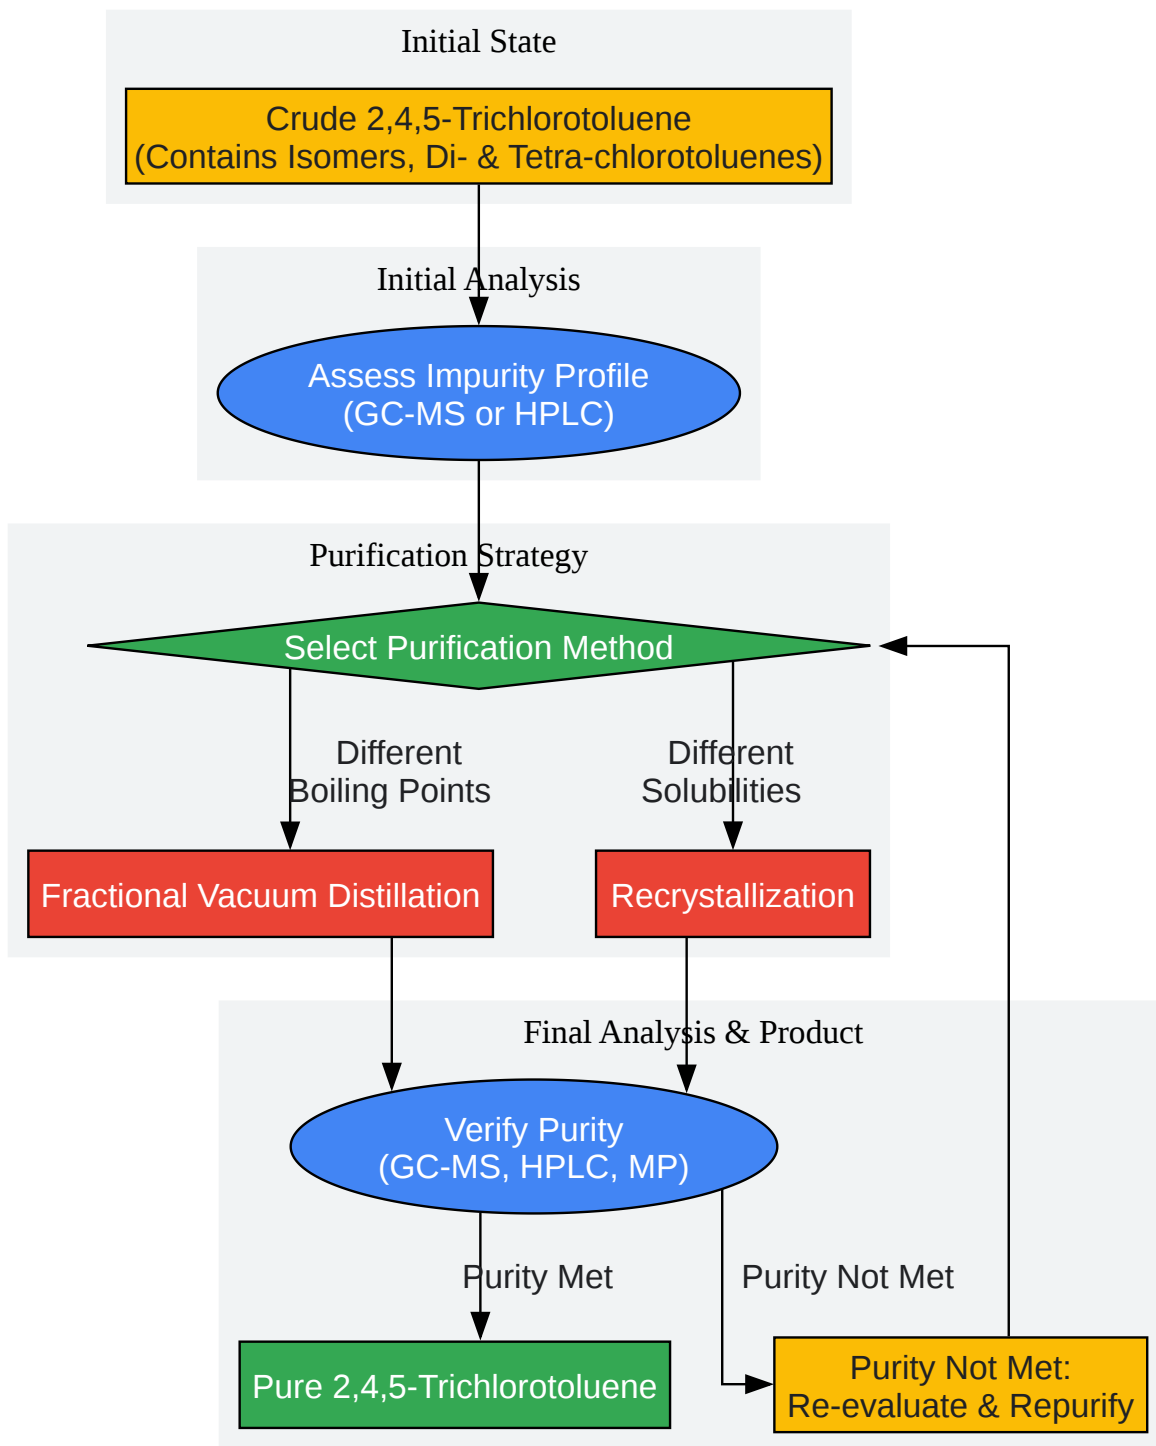 Initial State
Crude 2,4,5-Trichlorotoluene
(Contains Isomers, Di- & Tetra-chlorotoluenes)
Initial Analysis
Assess Impurity Profile
(GC-MS or HPLC)
Purification Strategy
Select Purification Method
Different
Boiling Points
Different
Solubilities
Fractional Vacuum Distillation
Recrystallization
Final Analysis & Product
Verify Purity
(GC-MS, HPLC, MP)
Purity Met
Purity Not Met
Pure 2,4,5-Trichlorotoluene
Purity Not Met:
Re-evaluate & Repurify